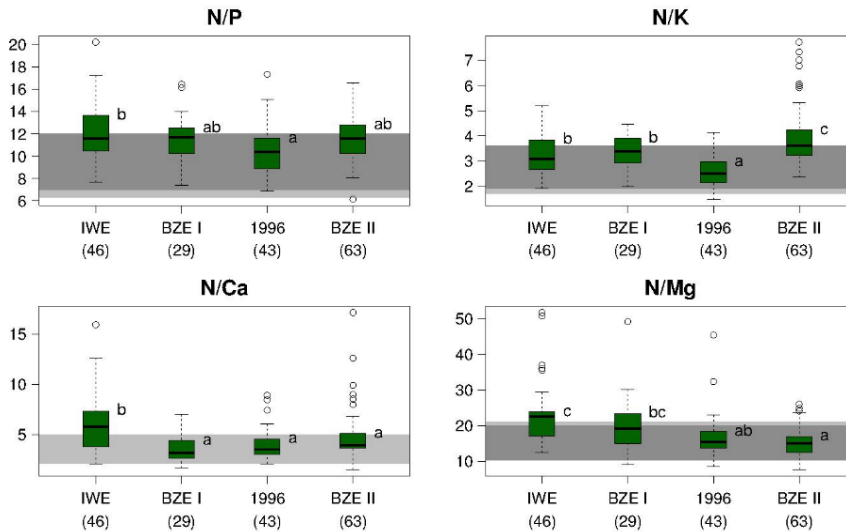 N/P
20
18
16
14
12
10
8
6
b
ab
a
ab
IWE
BZE I
1996
BZE II
(46)
(29)
(43)
(63)
N/K
7
6
5
4
3
2
b
b
a
c
IWE
BZE I
1996
BZE II
(46)
(29)
(43)
(63)
N/Ca
15
10
5
b
a
a
a
IWE
BZE I
1996
BZE II
(46)
(29)
(43)
(63)
N/Mg
50
40
30
20
10
c
bc
ab
a
IWE
BZE I
1996
BZE II
(46)
(29)
(43)
(63)